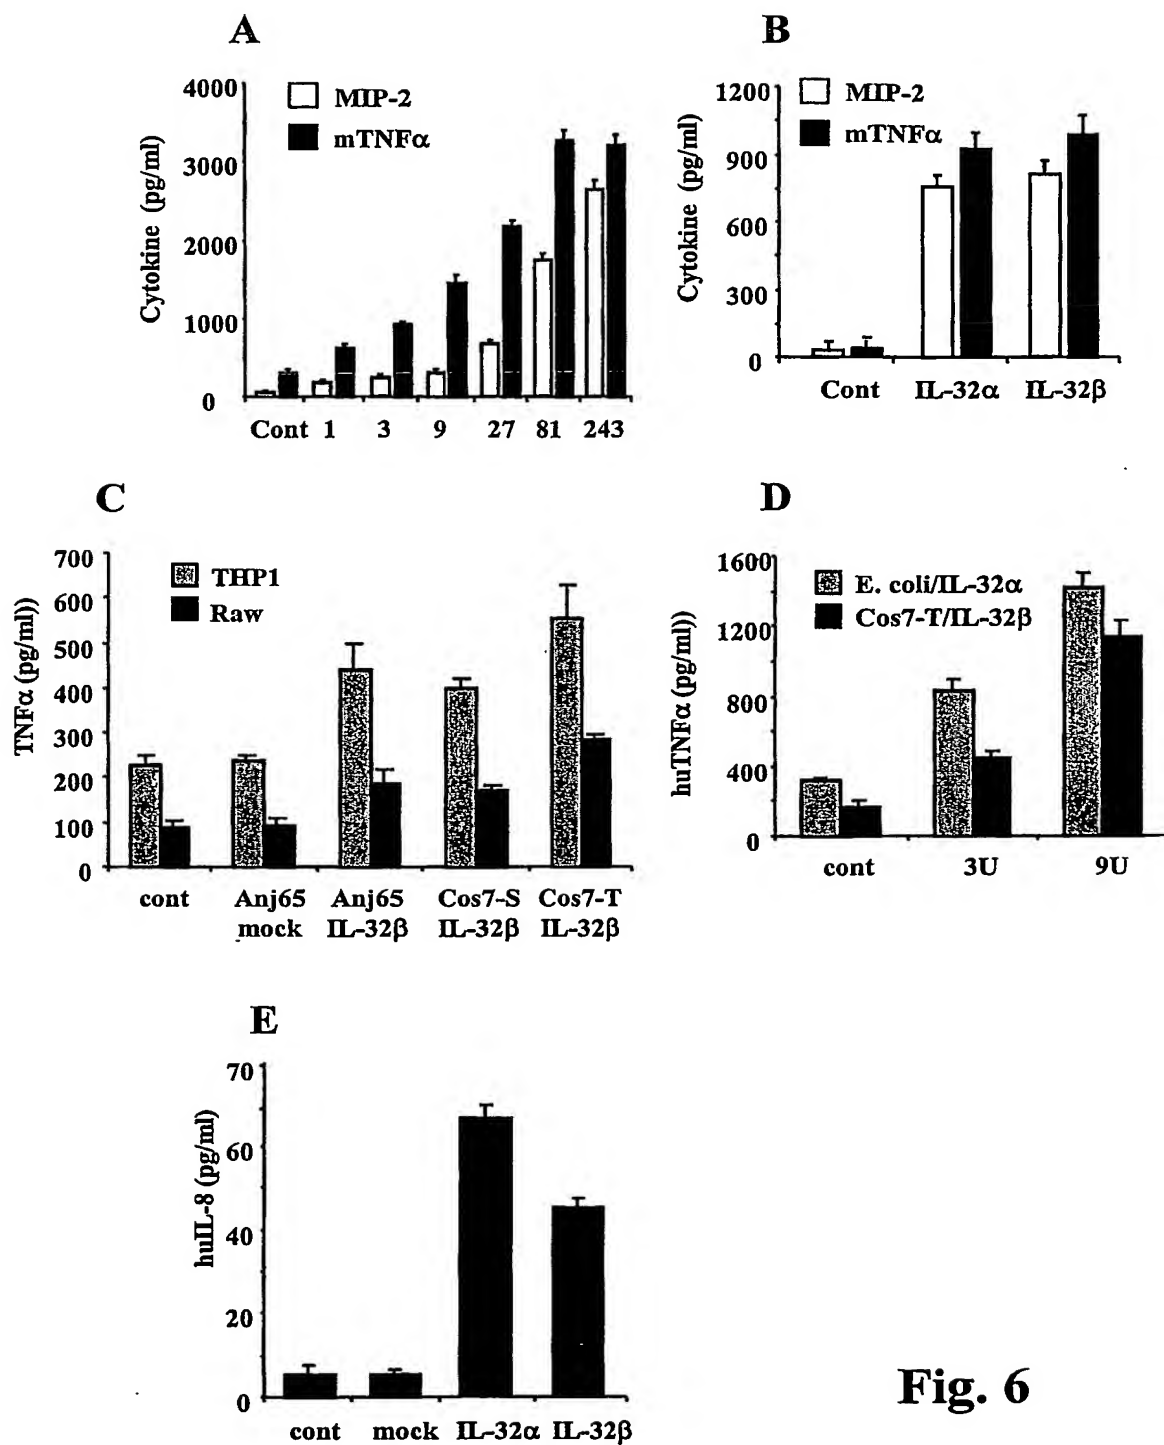 A
4000
3000
2000
1000
0
Cytokine (pg/ml)
MIP-2
mTNFα
Cont 1 3 9 27 81 243
B
1200
900
600
300
0
Cytokine (pg/ml)
MIP-2
mTNFα
Cont IL-32α IL-32β
C
700
600
500
400
300
200
100
0
TNFα (pg/ml))
THP1
Raw
cont Anj65 Anj65 Cos7-S Cos7-T
mock IL-32β IL-32β IL-32β
D
1600
1200
800
400
0
huTNFα (pg/ml))
E. coli/IL-32α
Cos7-T/IL-32β
cont 3U 9U
E
70
60
40
20
0
huIL-8 (pg/ml)
cont mock IL-32α IL-32β
Fig. 6